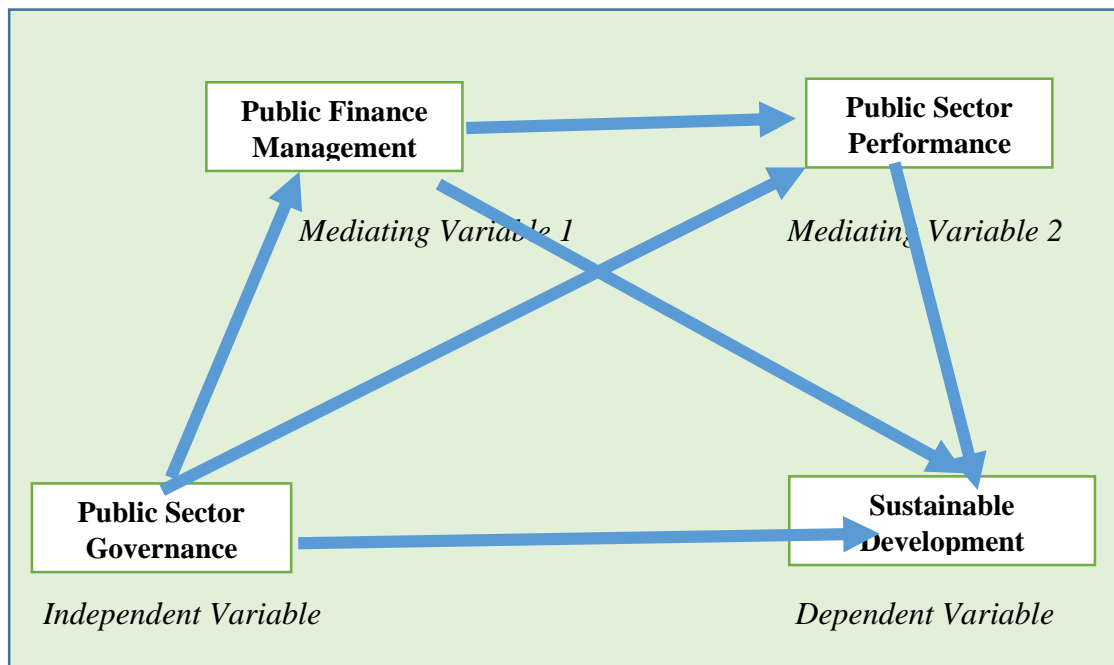 Public Finance
Management
Public Sector
Performance
Mediating Variable 1
Mediating Variable 2
Public Sector
Governance
Sustainable
Development
Independent Variable
Dependent Variable